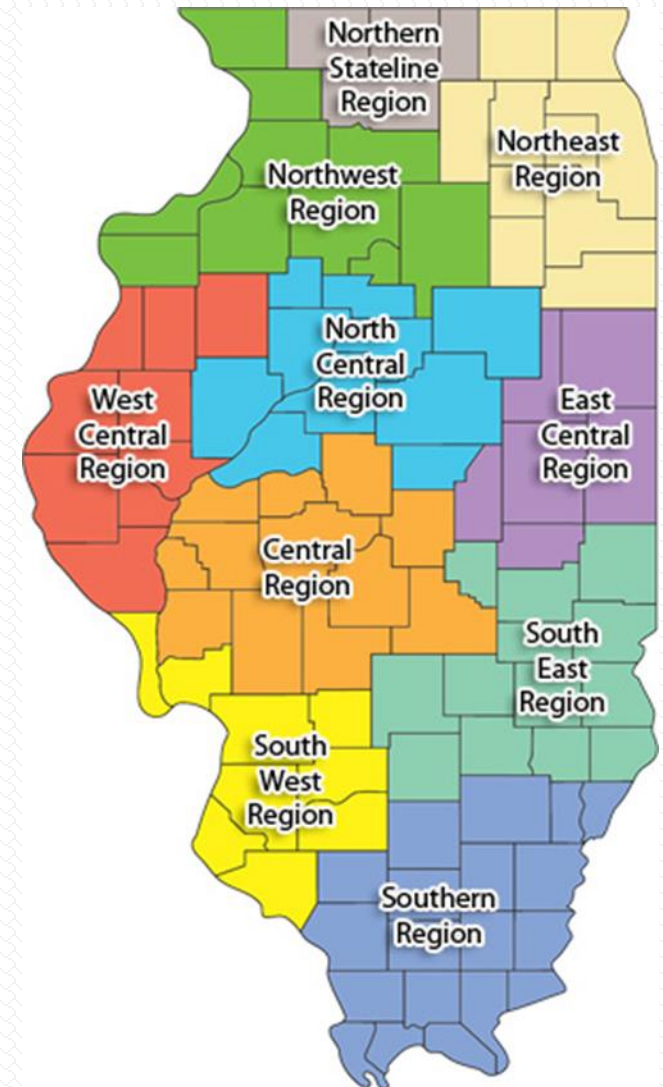 Northern
Stateline
Region
Northeast
Region
Northwest
Region
North
Central
Region
West
Central
Region
East
Central
Region
Central
Region
South
East
Region
South
West
Region
Southern
Region